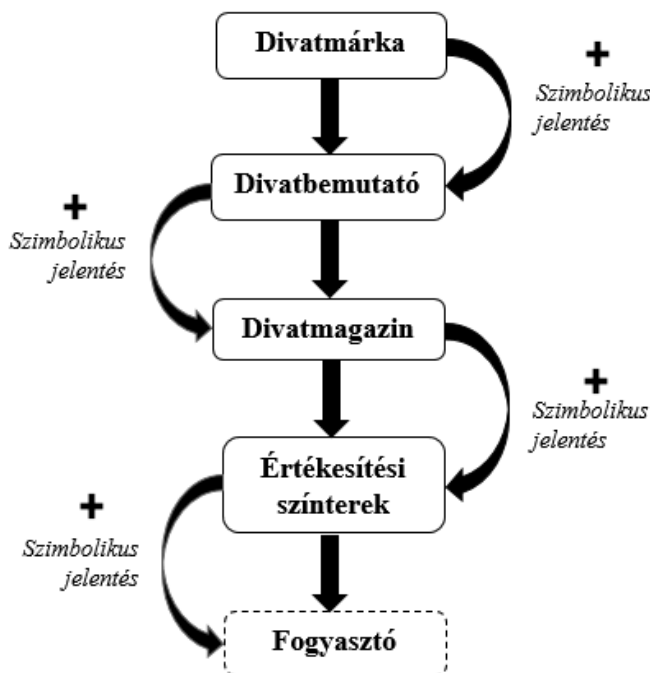 Divatmárka
+
Szimbolikus
jelentés
Divatbemutató
+
Szimbolikus
jelentés
Divatmagazin
+
Szimbolikus
jelentés
Értékesítési
színterek
+
Szimbolikus
jelentés
Fogyasztó